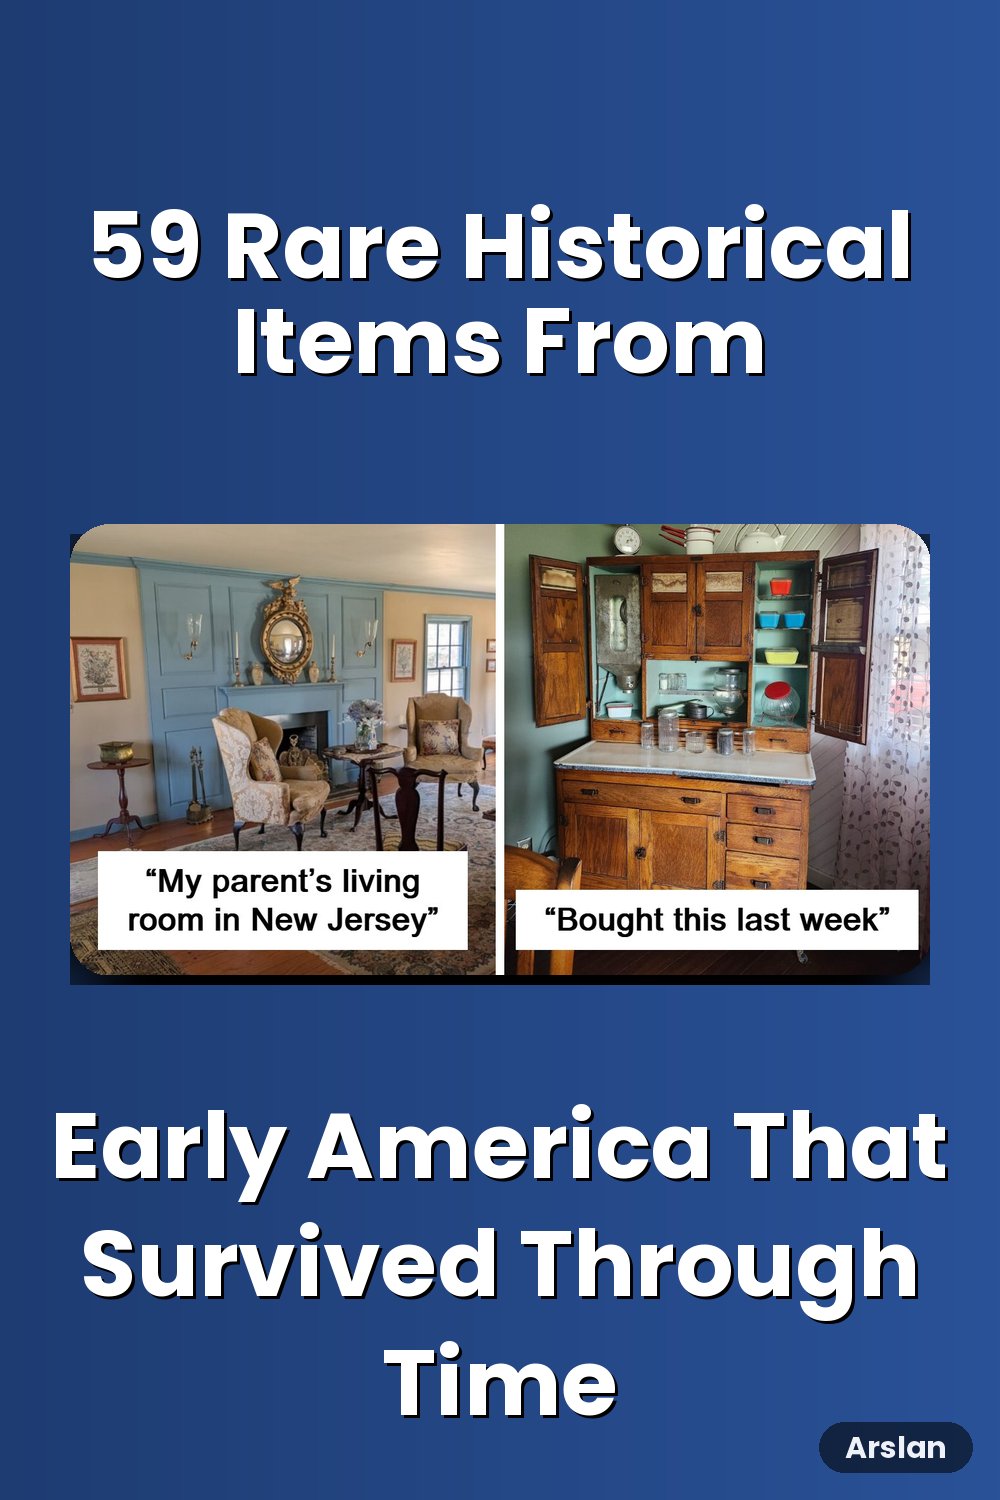 59 Rare Historical
Items From
“My parent’s living
room in New Jersey”
“Bought this last week”
Early America That
Survived Through
Time
Arslan